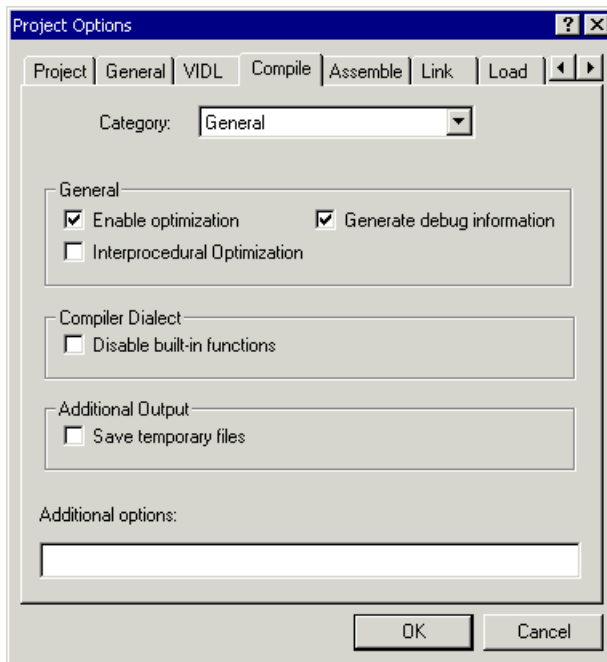 Project Options
Project General VIDL Compile Assemble Link Load
Category: General
General
Enable optimization Generate debug information
Interprocedural Optimization
Compiler Dialect
Disable built-in functions
Additional Output
Save temporary files
Additional options:
OK Cancel